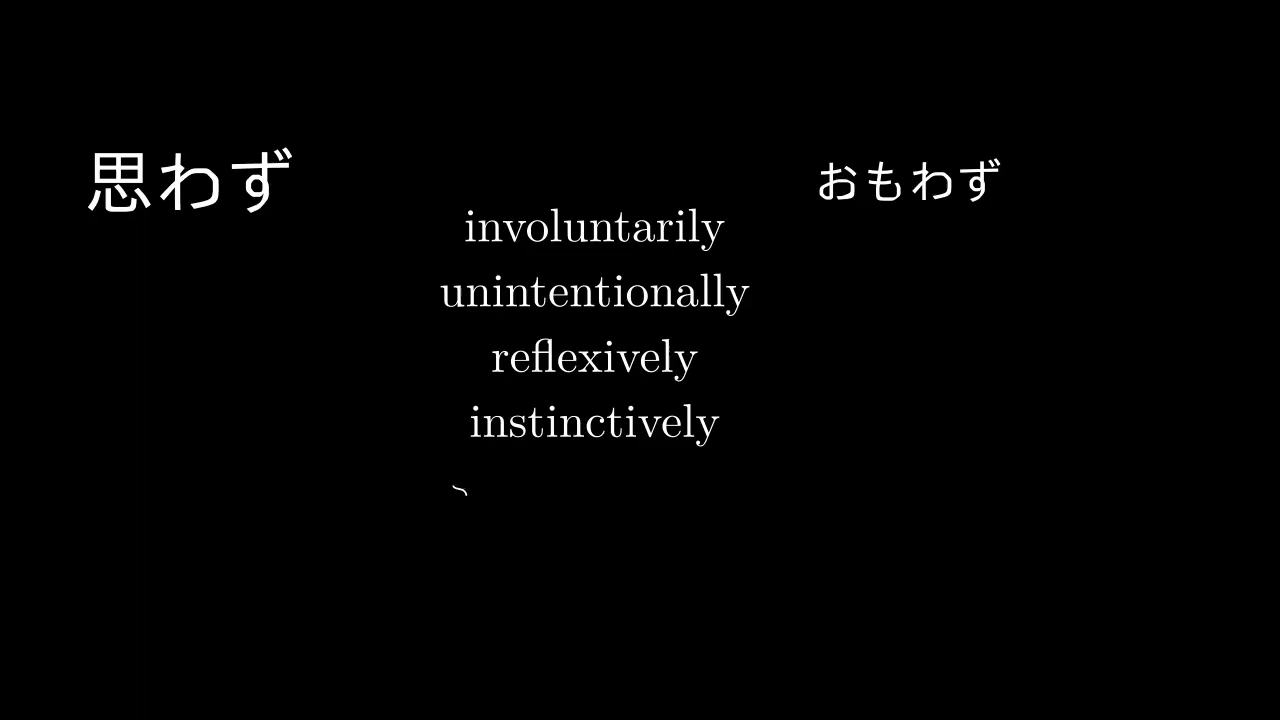 思わず
おもわず
involuntarily
unintentionally
reflexively
instinctively